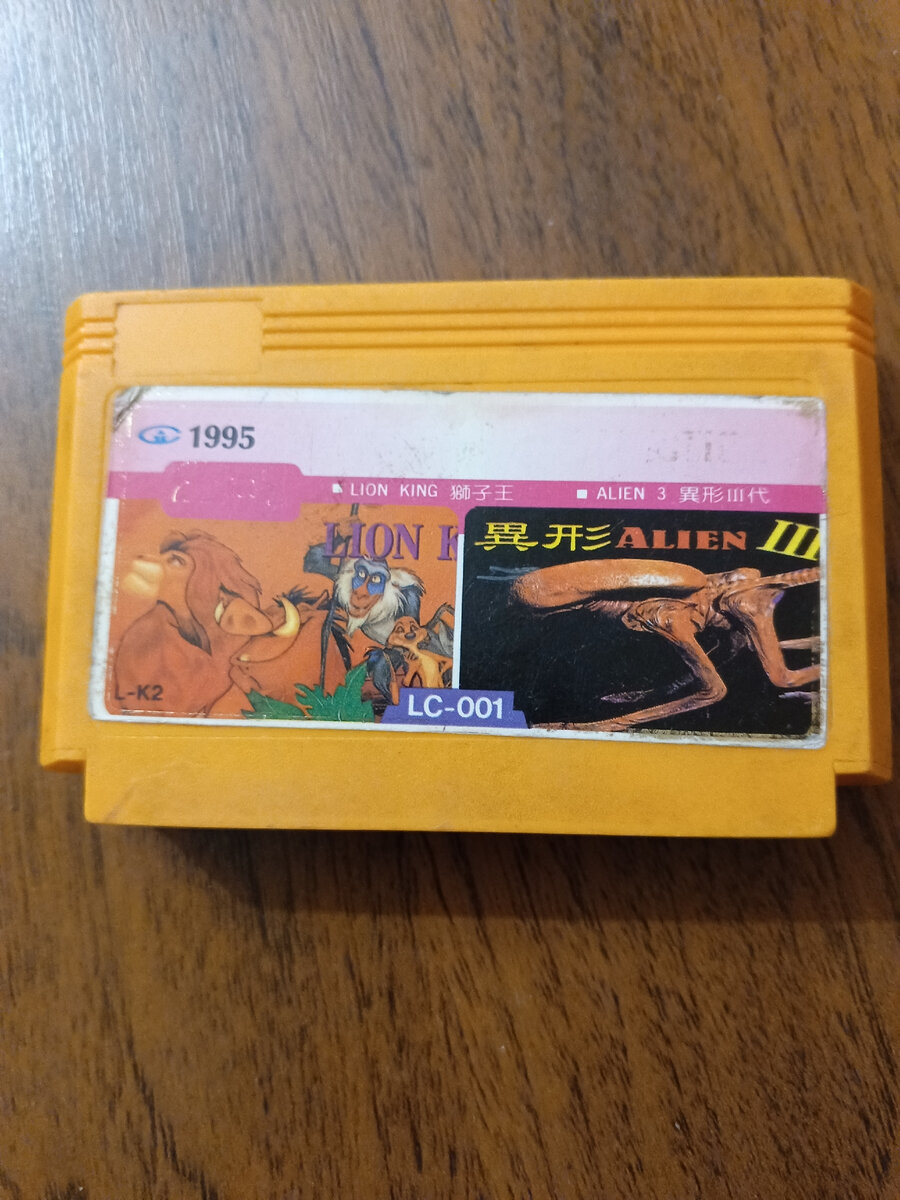 1995
LION KING 獅子王
ALIEN 3 異形III代
LION K
異形 ALIEN III
L-K2
LC-001